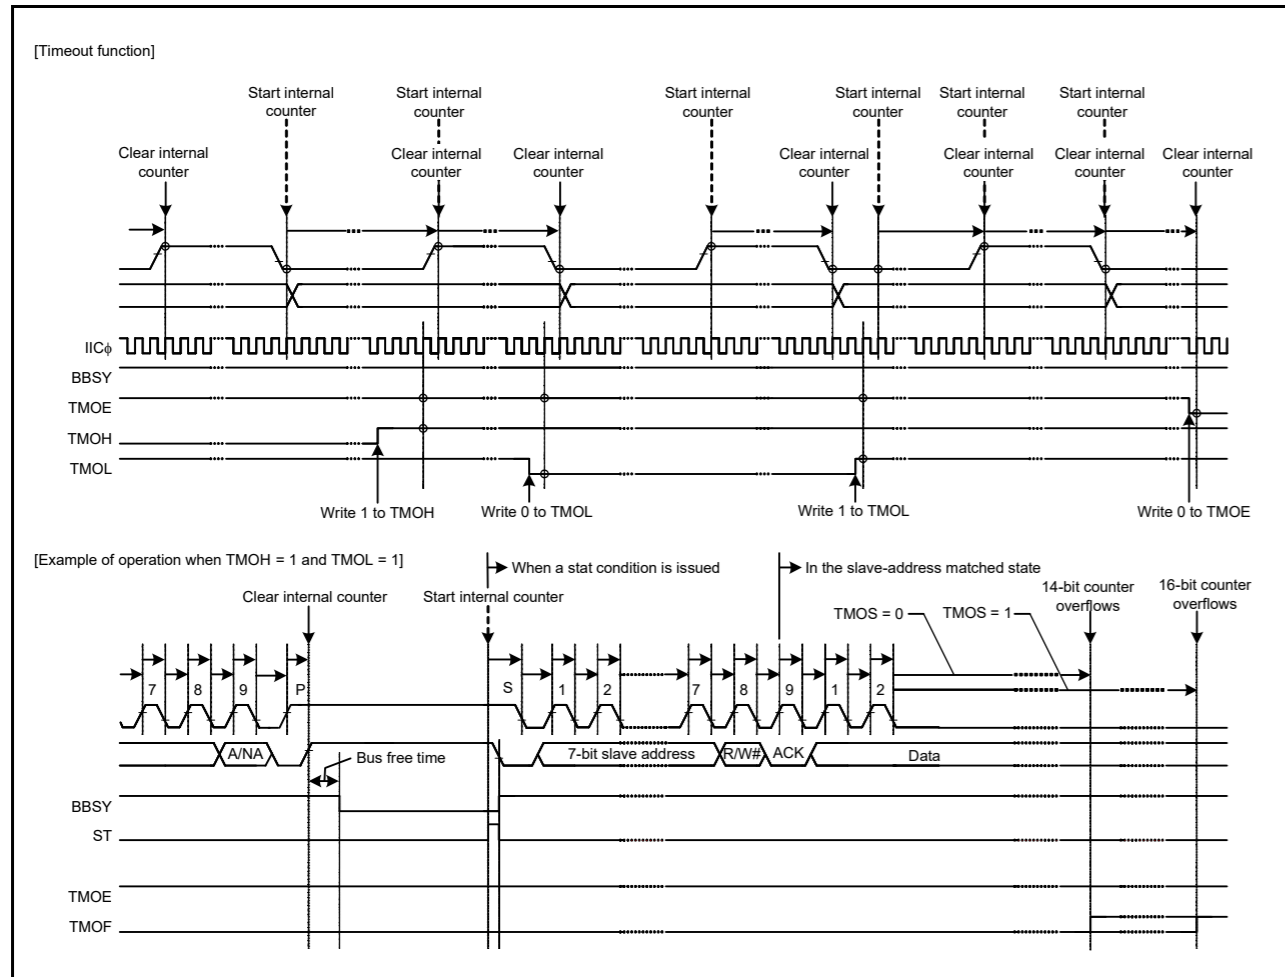 [Timeout function]
Start internal
counter
Start internal
counter
Start internal
counter
Start internal
counter
Start internal
counter
Start internal
counter
Clear internal
counter
Clear internal
counter
Clear internal
counter
Clear internal
counter
Clear internal
counter
Clear internal
counter
Clear internal
counter
IICϕ
BBSY
TMOE
TMOH
TMOL
Write 1 to TMOH
Write 0 to TMOL
Write 1 to TMOL
Write 0 to TMOE
[Example of operation when TMOH = 1 and TMOL = 1]
When a stat condition is issued
In the slave-address matched state
Clear internal counter
Start internal counter
TMOS = 0
TMOS = 1
14-bit counter
overflows
16-bit counter
overflows
7 8 9 P S 1 2 7 8 9 1 2
A/NA
7-bit slave address
R/W#
ACK
Data
Bus free time
BBSY
ST
TMOE
TMOF